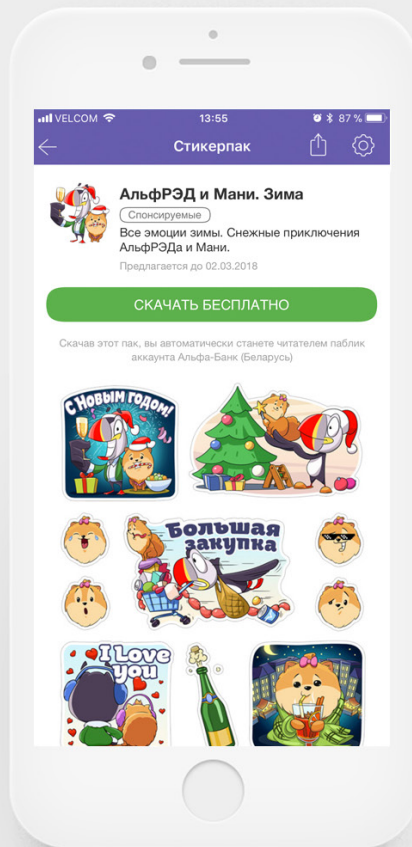 VELCOM 13:55 87 %
Стикерпак
АльфРЭД и Мани. Зима
Спонсируемые
Все эмоции зимы. Снежные приключения
АльфРЭДа и Мани.
Предлагается до 02.03.2018
СКАЧАТЬ БЕСПЛАТНО
Скачав этот пак, вы автоматически станете читателем паблик
аккаунта Альфа-Банк (Беларусь)
С Новым годом!
Большая
закупка
I Love
you